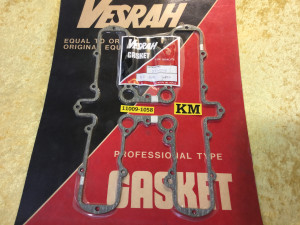 VESRAH
EQUAL TO OR
ORIGINAL EQU
VESRAH
GASKET
11009-1058
KM
PROFESSIONAL TYPE
GASKET